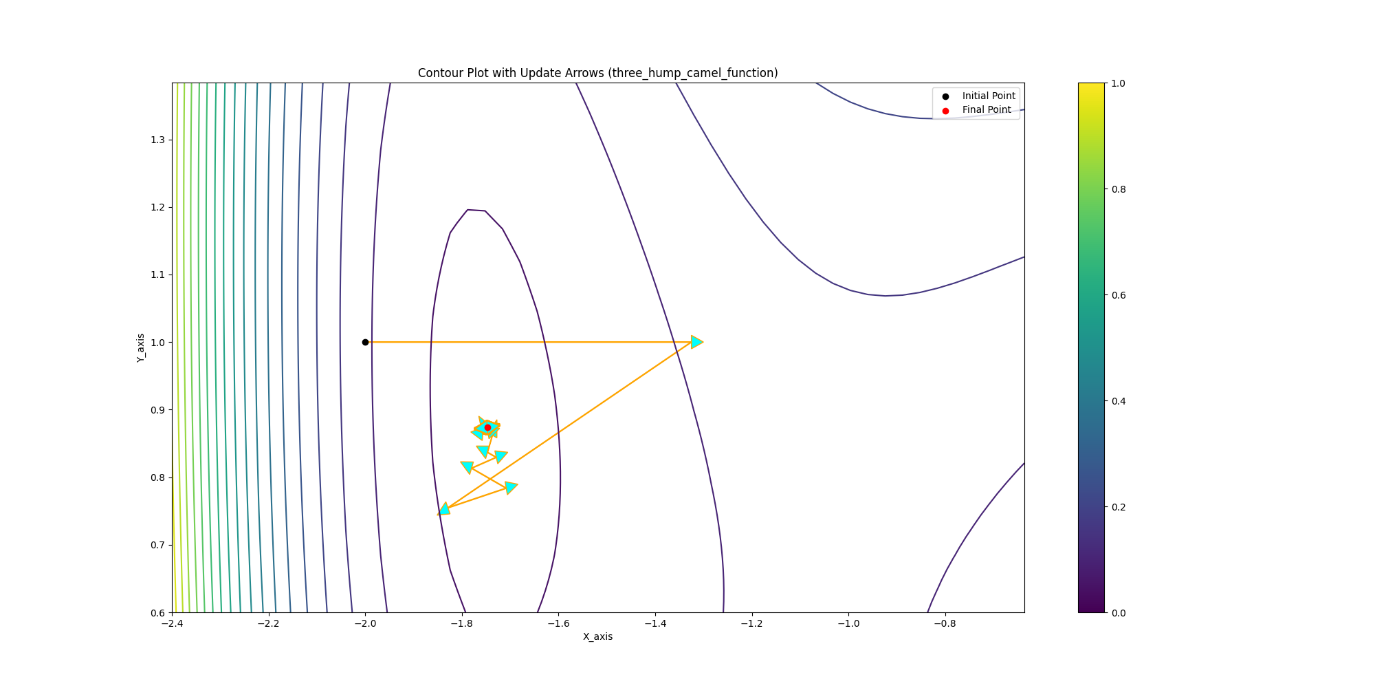 Contour Plot with Update Arrows (three_hump_camel_function)
Initial Point
Final Point
Y_axis
1.3
1.2
1.1
1.0
0.9
0.8
0.7
0.6
−2.4 −2.2 −2.0 −1.8 −1.6 −1.4 −1.2 −1.0 −0.8
X_axis
1.0
0.8
0.6
0.4
0.2
0.0